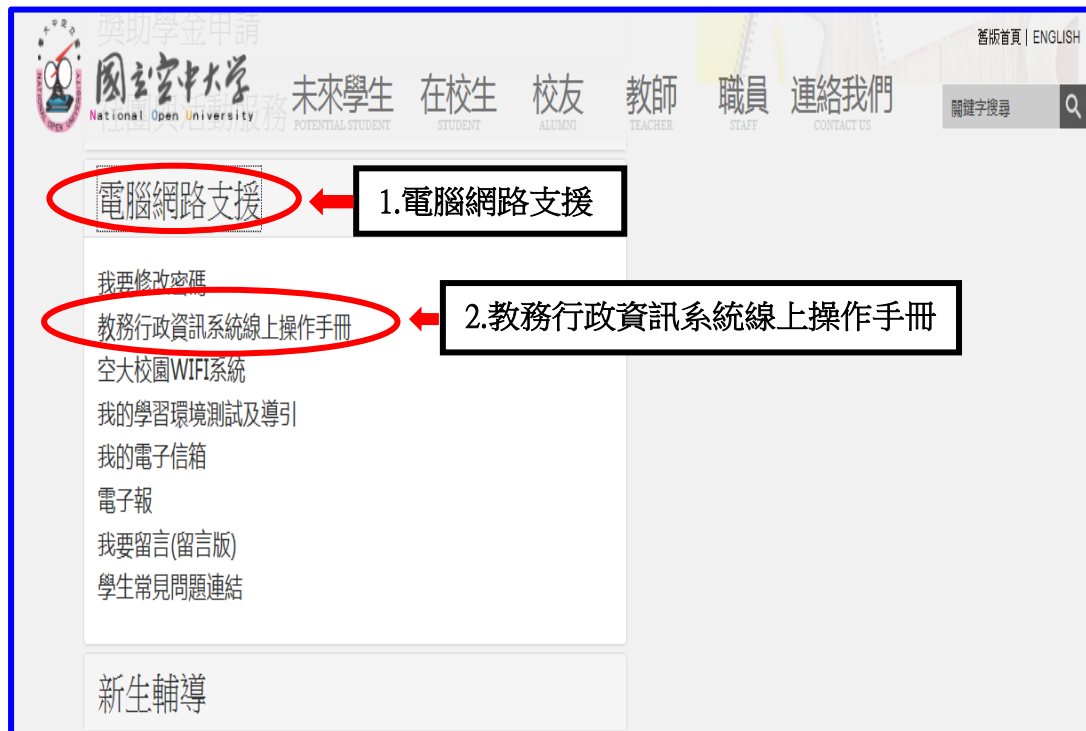 獎助學金申請
舊版首頁 | ENGLISH
國立空中大學
National Open University
未來學生 在校生 校友 教師 職員 連絡我們
POTENTIAL STUDENT STUDENT ALUMNI TEACHER STAFF CONTACT US
關鍵字搜尋
社團與活動服務
電腦網路支援
1.電腦網路支援
我要修改密碼
教務行政資訊系統線上操作手冊
2.教務行政資訊系統線上操作手冊
空大校園WIFI系統
我的學習環境測試及導引
我的電子信箱
電子報
我要留言(留言版)
學生常見問題連結
新生輔導